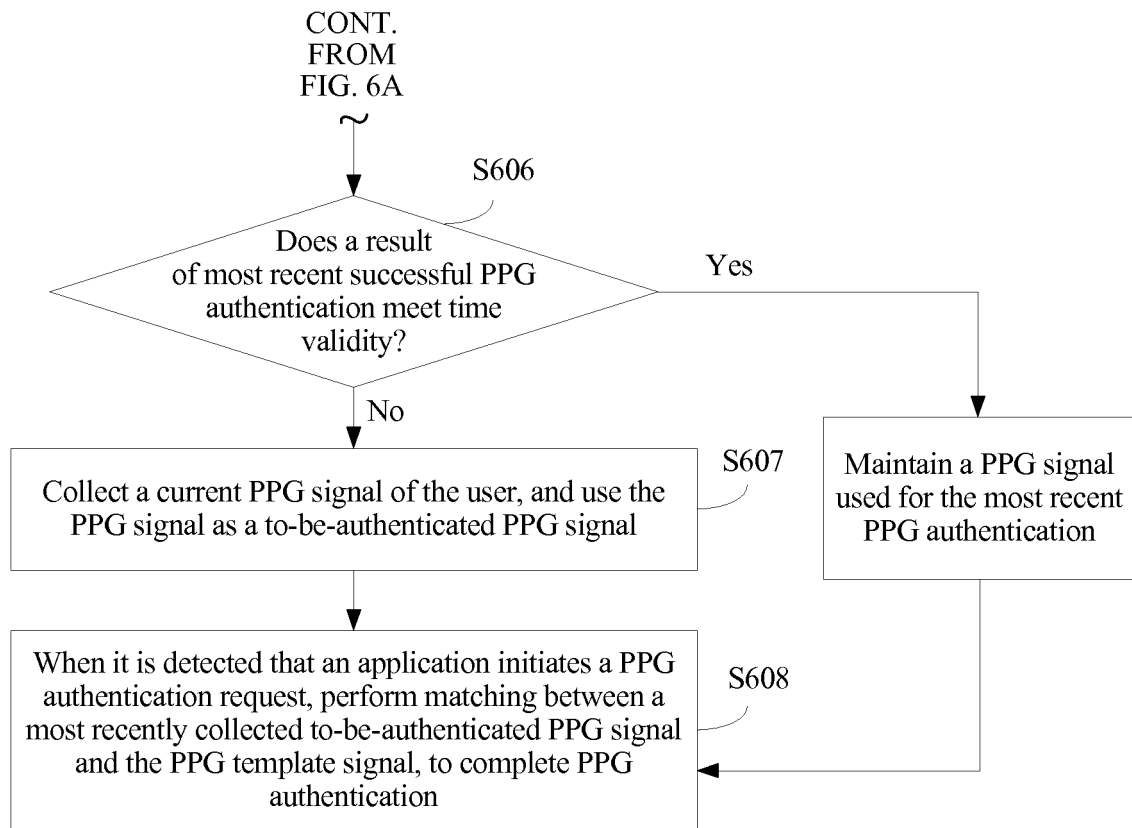 CONT.
FROM
FIG. 6A
S606
Does a result
of most recent successful PPG
authentication meet time
validity?
Yes
No
S607
Collect a current PPG signal of the user, and use the
PPG signal as a to-be-authenticated PPG signal
Maintain a PPG signal
used for the most recent
PPG authentication
S608
When it is detected that an application initiates a PPG
authentication request, perform matching between a
most recently collected to-be-authenticated PPG signal
and the PPG template signal, to complete PPG
authentication